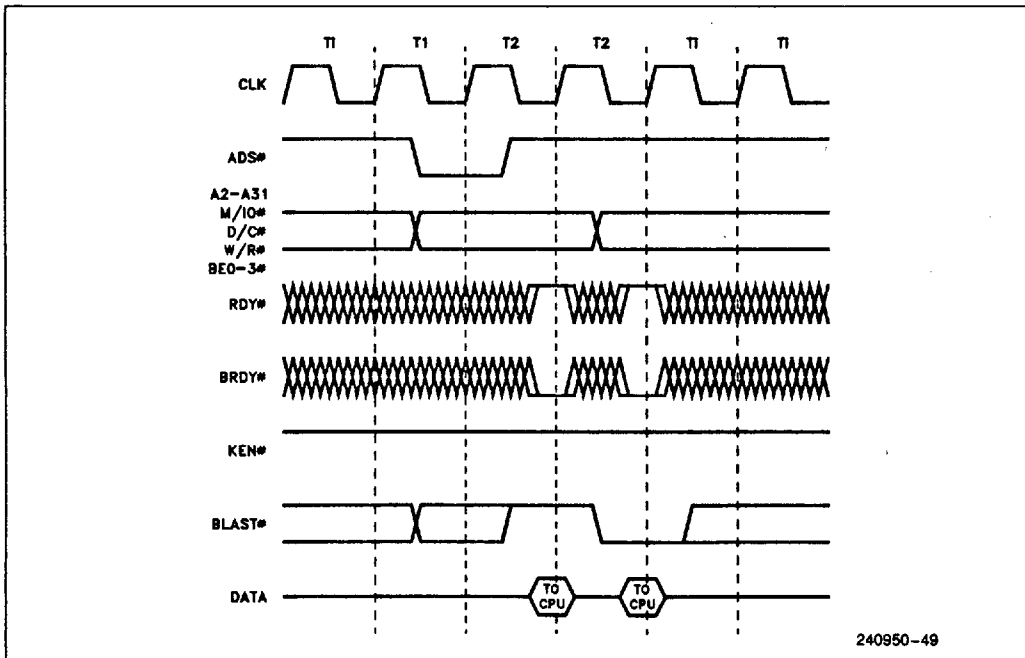 TI T1 T2 T2 TI TI
CLK
ADS#
A2-A31
M/IO#
D/C#
W/R#
BE0-3#
RDY#
BRDY#
KEN#
BLAST#
DATA
TO CPU
TO CPU
240950-49